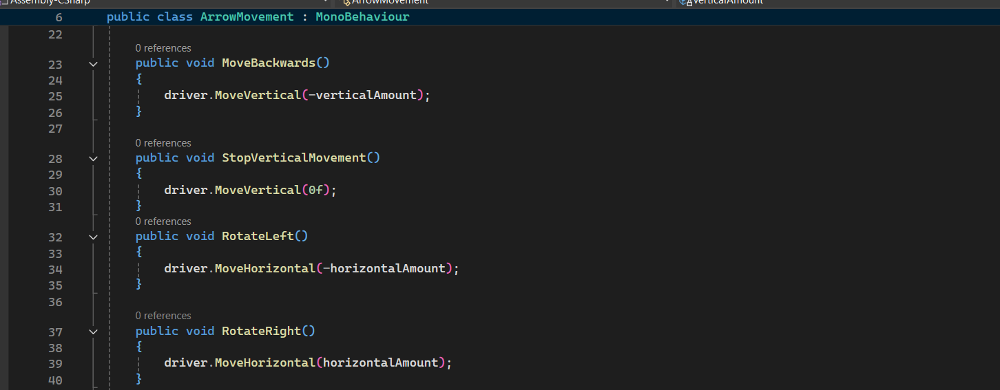 Assembly-CSharp ArrowMovement verticalAmount
6 public class ArrowMovement : MonoBehaviour
22
0 references
23 public void MoveBackwards()
24 {
25 driver.MoveVertical(-verticalAmount);
26 }
27
0 references
28 public void StopVerticalMovement()
29 {
30 driver.MoveVertical(0f);
31 }
0 references
32 public void RotateLeft()
33 {
34 driver.MoveHorizontal(-horizontalAmount);
35 }
36
0 references
37 public void RotateRight()
38 {
39 driver.MoveHorizontal(horizontalAmount);
40 }